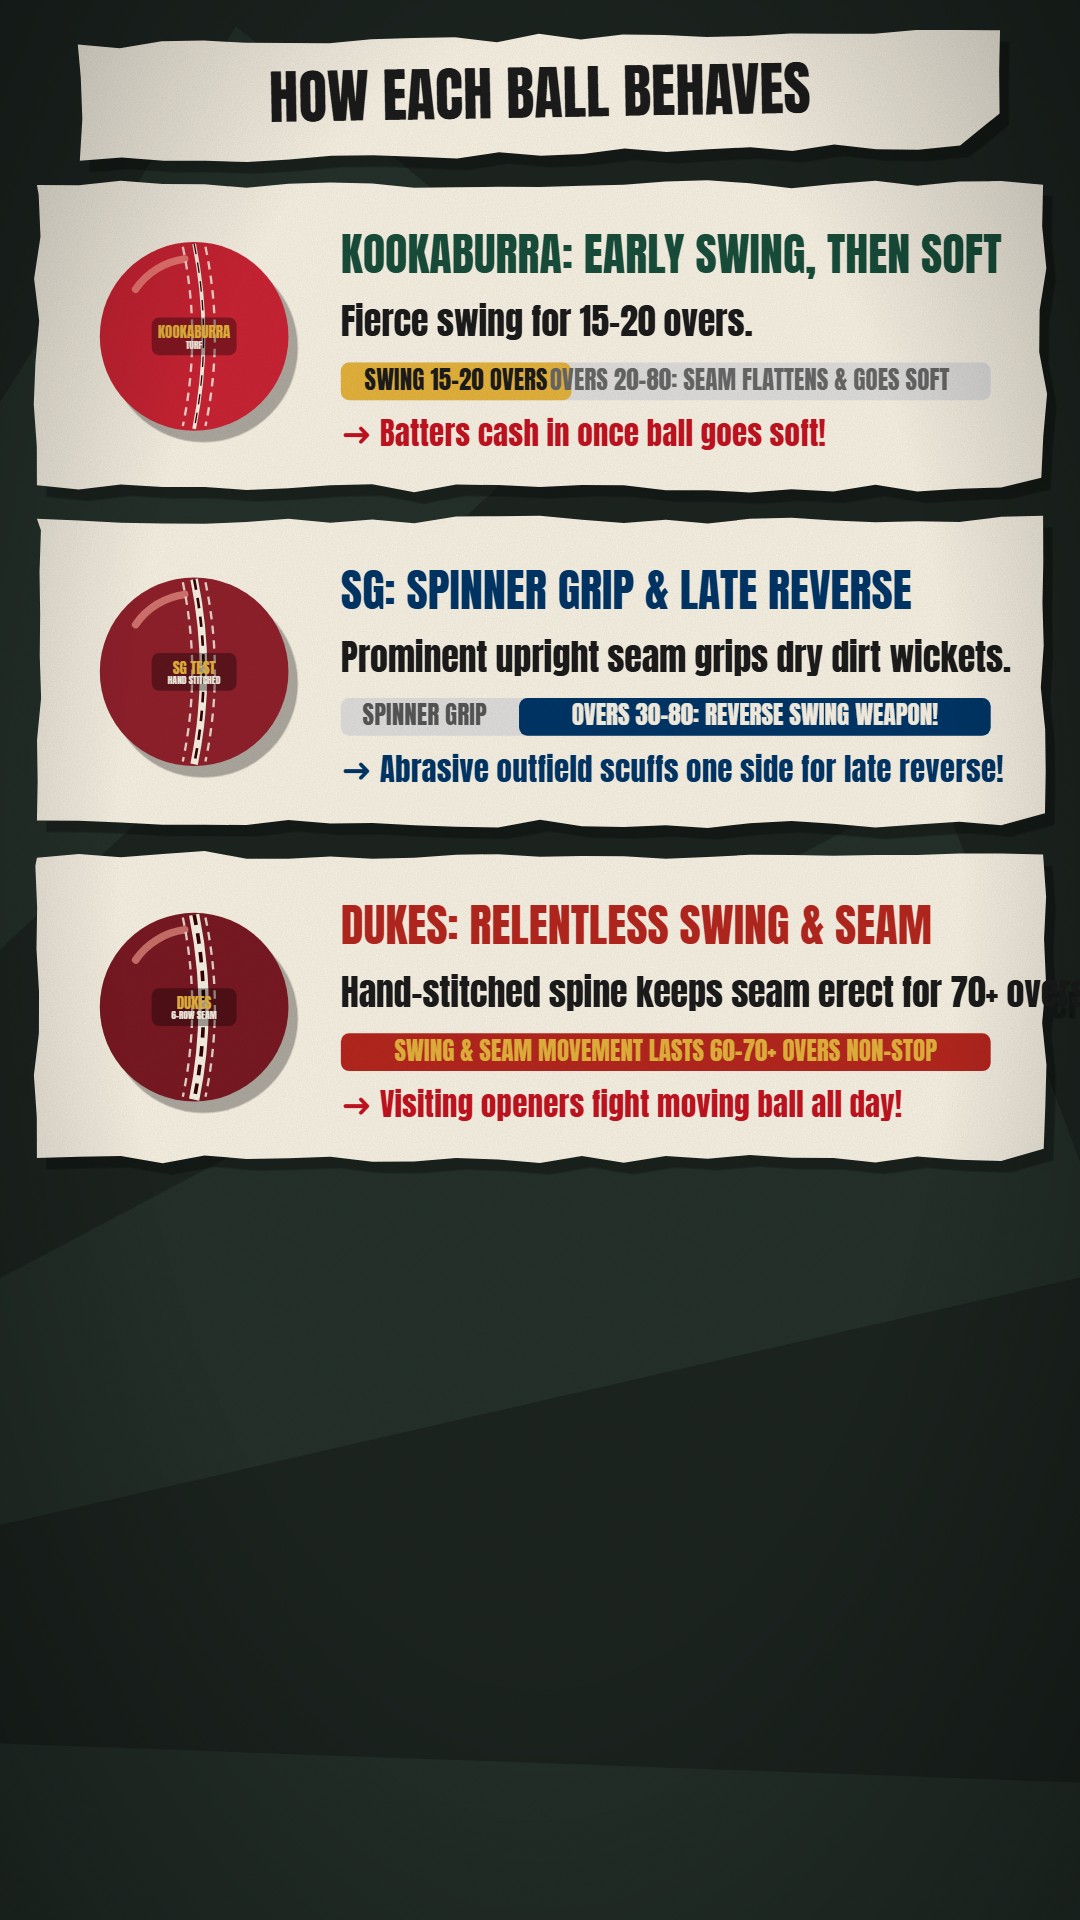 HOW EACH BALL BEHAVES
KOOKABURRA: EARLY SWING, THEN SOFT
Fierce swing for 15-20 overs.
SWING 15-20 OVERS OVERS 20-80: SEAM FLATTENS & GOES SOFT
→ Batters cash in once ball goes soft!
KOOKABURRA
TURF
SG: SPINNER GRIP & LATE REVERSE
Prominent upright seam grips dry dirt wickets.
SPINNER GRIP OVERS 30-80: REVERSE SWING WEAPON!
→ Abrasive outfield scuffs one side for late reverse!
SG TEST
HAND STITCHED
DUKES: RELENTLESS SWING & SEAM
Hand-stitched spine keeps seam erect for 70+
SWING & SEAM MOVEMENT LASTS 60-70+ OVERS NON-STOP
→ Visiting openers fight moving ball all day!
DUKES
6-ROW SEAM